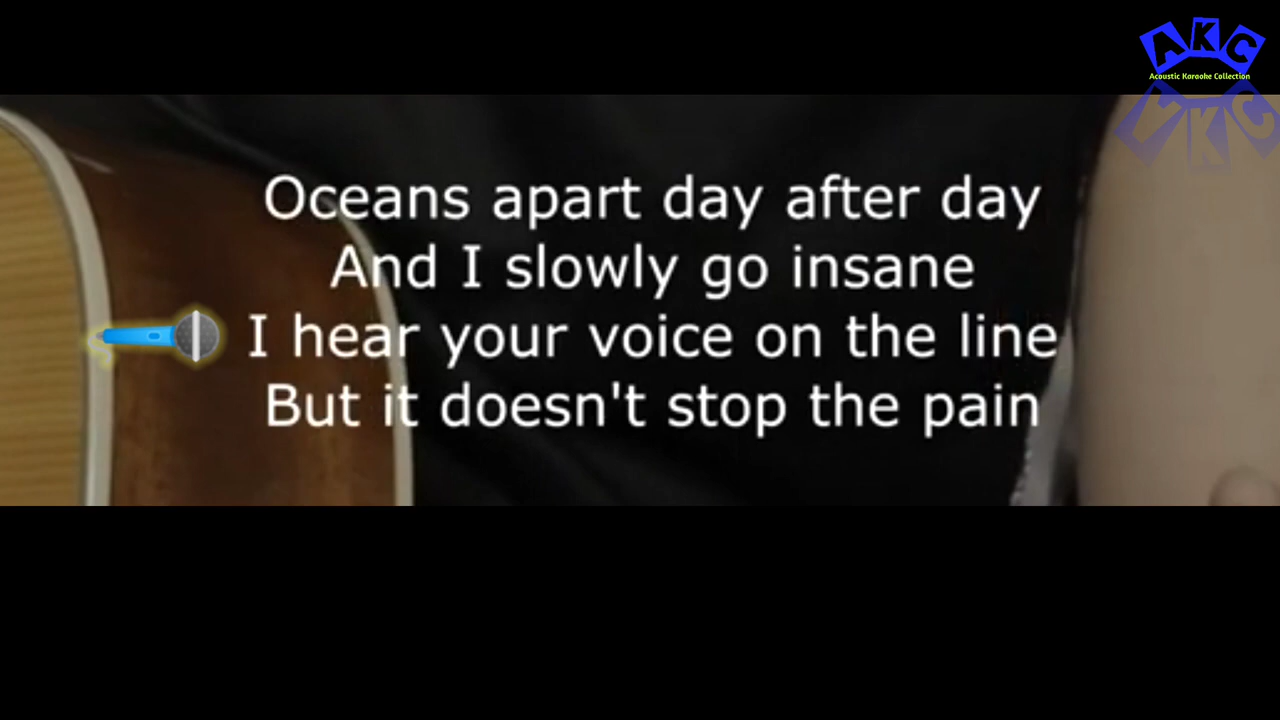 AKC
Acoustic Karaoke Collection
Oceans apart day after day
And I slowly go insane
I hear your voice on the line
But it doesn't stop the pain